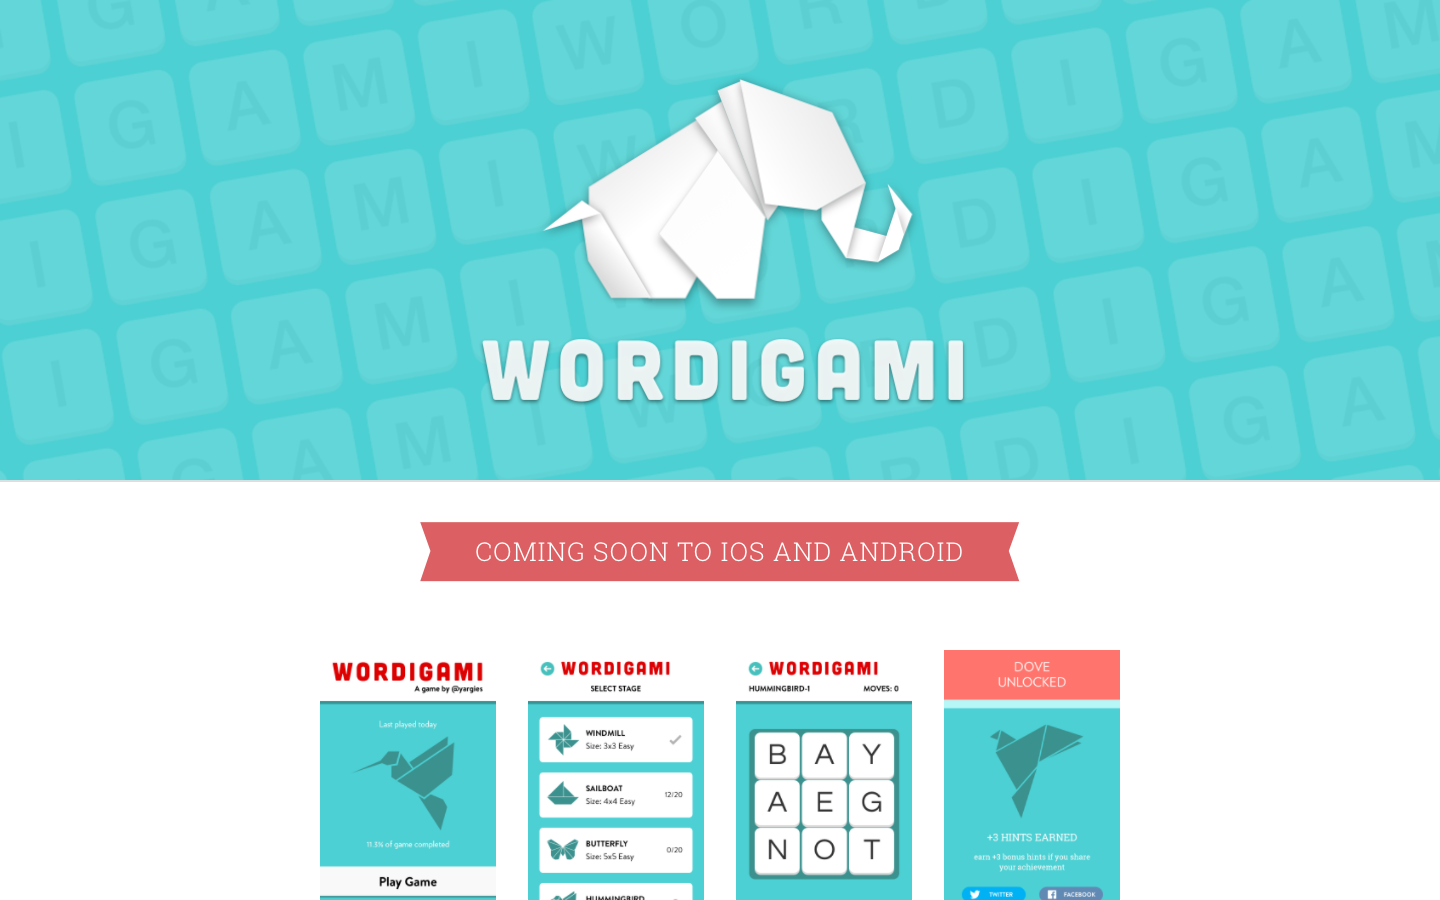 WORDIGAMI
COMING SOON TO IOS AND ANDROID
WORDIGAMI
A game by @yargies
Last played today
11.3% of game completed
Play Game
WORDIGAMI
SELECT STAGE
WINDMILL
Size: 3x3 Easy
SAILBOAT
Size: 4x4 Easy
12/20
BUTTERFLY
Size: 5x5 Easy
0/20
HUMMINGBIRD
WORDIGAMI
HUMMINGBIRD-1 MOVES: 0
B A Y
A E G
N O T
DOVE
UNLOCKED
+3 HINTS EARNED
earn +3 bonus hints if you share
your achievement
TWITTER
FACEBOOK